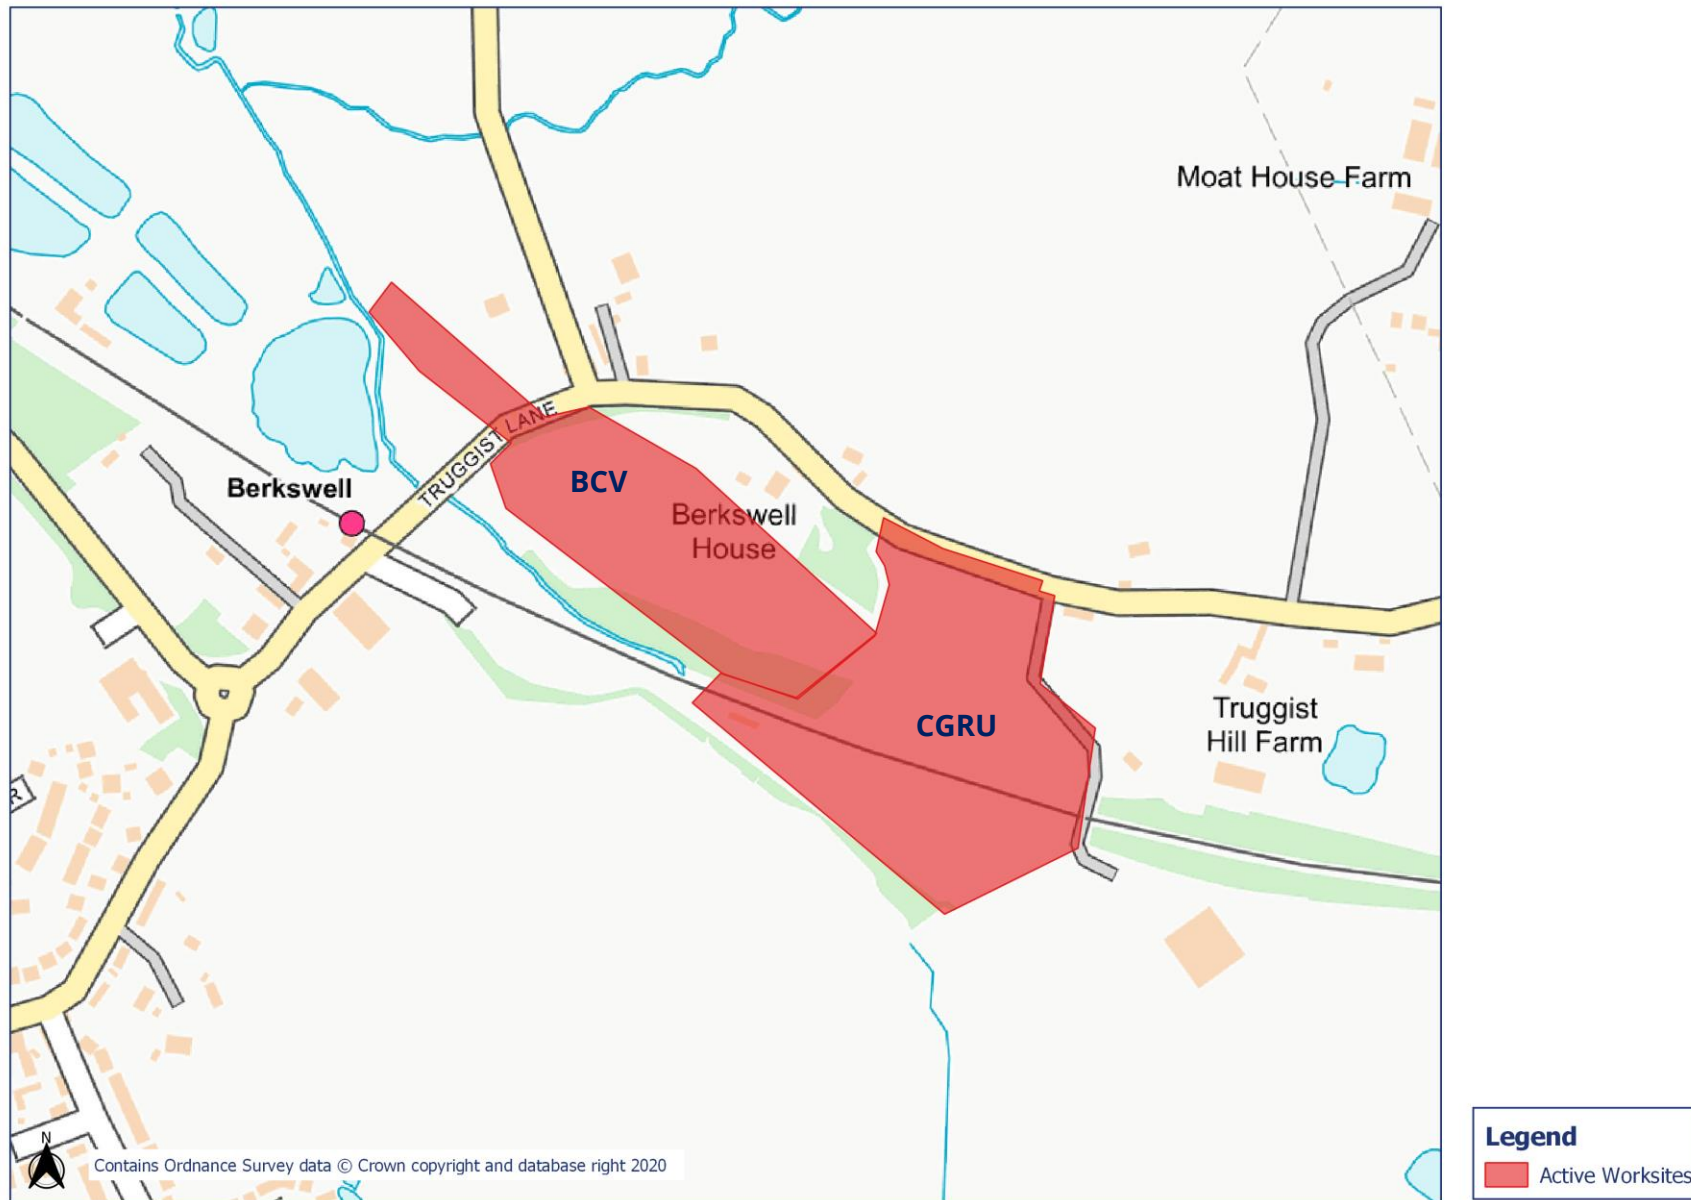 Moat House Farm
TRUGGIST LANE
BCV
Berkswell
Berkswell
House
Truggist
Hill Farm
CGRU
R
N
Contains Ordnance Survey data © Crown copyright and database right 2020
Legend
Active Worksites